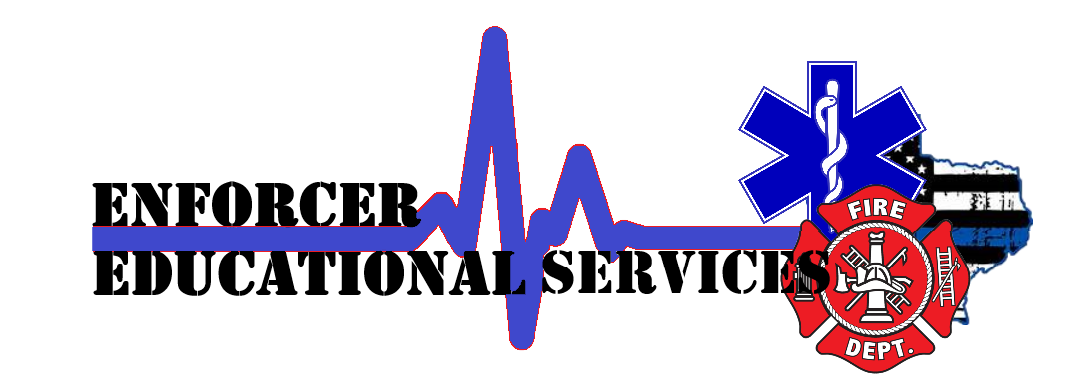 ENFORCER
EDUCATIONAL SERVICES
FIRE
DEPT.